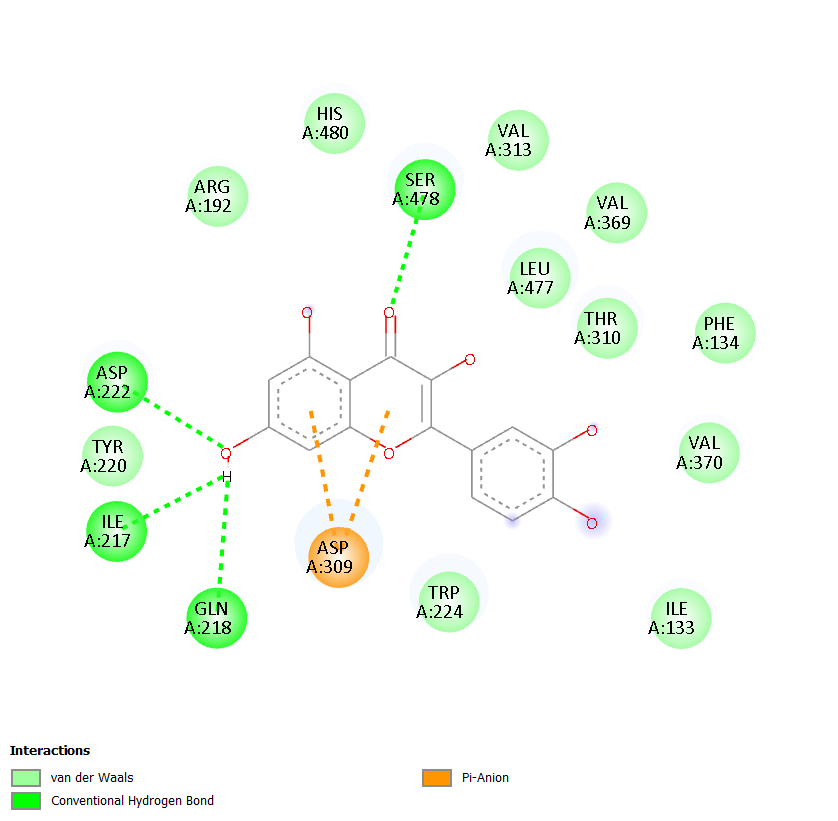 HIS
A:480
VAL
A:313
SER
A:478
ARG
A:192
VAL
A:369
LEU
A:477
THR
A:310
PHE
A:134
O
O
O
ASP
A:222
TYR
A:220
O
H
O
O
VAL
A:370
ILE
A:217
O
ASP
A:309
GLN
A:218
TRP
A:224
ILE
A:133
Interactions
van der Waals
Conventional Hydrogen Bond
Pi-Anion